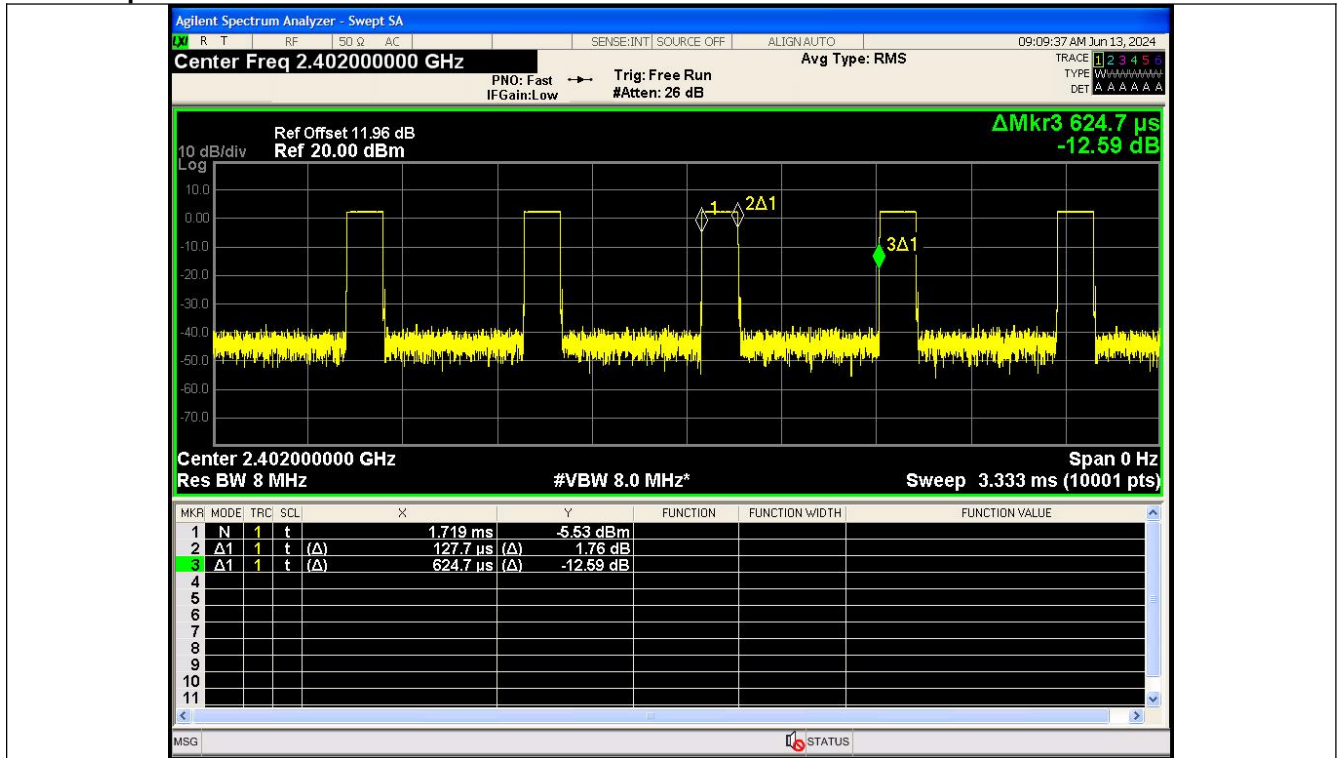 Agilent Spectrum Analyzer - Swept SA
LXI R T RF 50 Ω AC SENSE:INT SOURCE OFF ALIGN AUTO 09:09:37 AM Jun 13, 2024
Center Freq 2.402000000 GHz
Avg Type: RMS
TRACE 1 2 3 4 5 6
PNO: Fast Trig: Free Run
TYPE W
IFGain:Low #Atten: 26 dB
DET A A A A A A
ΔMkr3 624.7 µs
Ref Offset 11.96 dB
10 dB/div Ref 20.00 dBm -12.59 dB
Log
10.0
1 2Δ1
0.00
3Δ1
-10.0
-20.0
-30.0
-40.0
-50.0
-60.0
-70.0
Center 2.402000000 GHz Span 0 Hz
Res BW 8 MHz #VBW 8.0 MHz* Sweep 3.333 ms (10001 pts)
MKR MODE TRC SCL X Y FUNCTION FUNCTION WIDTH FUNCTION VALUE
1 N 1 t 1.719 ms -5.53 dBm
2 Δ1 1 t (Δ) 127.7 µs (Δ) 1.76 dB
3 Δ1 1 t (Δ) 624.7 µs (Δ) -12.59 dB
4
5
6
7
8
9
10
11
MSG STATUS